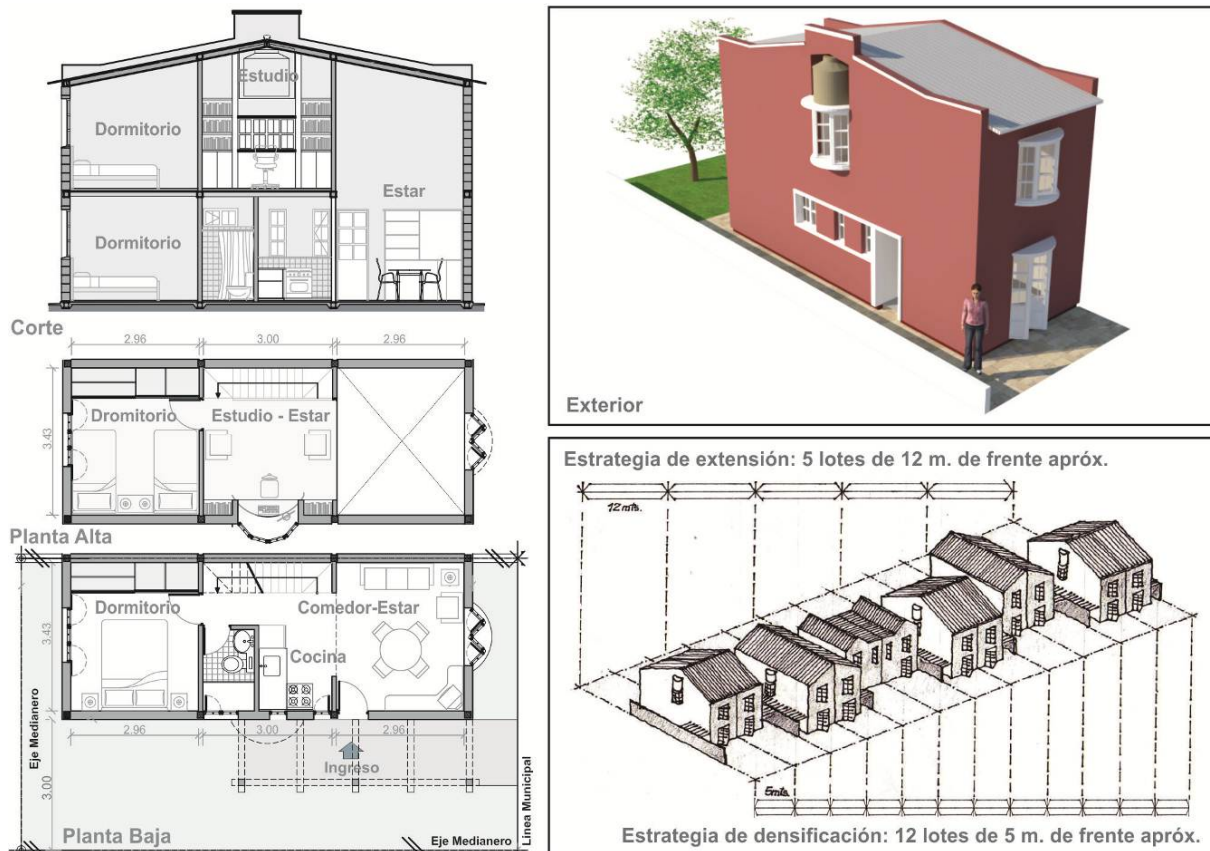 Estudio
Dormitorio
Estar
Dormitorio
Corte
2.96 3.00 2.96
Dromitorio Estudio - Estar
3.43
Planta Alta
Dormitorio Comedor-Estar
3.43
Cocina
2.96 3.00 2.96
Eje Medianero
Ingreso
3.00
Linea Municipal
Planta Baja
Eje Medianero
Exterior
Estrategia de extensión: 5 lotes de 12 m. de frente apróx.
12 mts.
5mts.
Estrategia de densificación: 12 lotes de 5 m. de frente apróx.